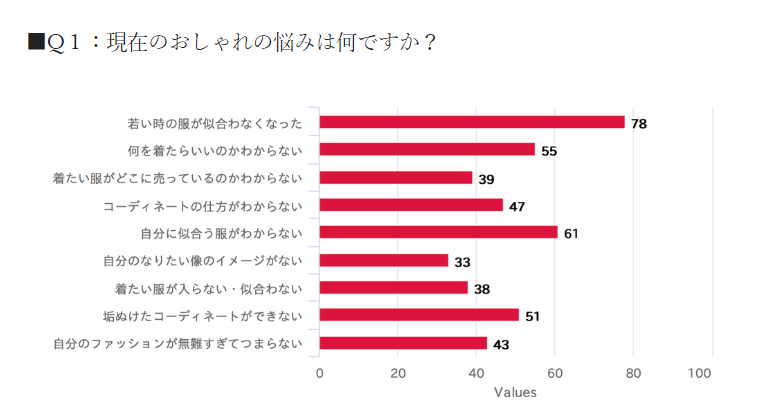 ■Q１：現在のおしゃれの悩みは何ですか？
若い時の服が似合わなくなった 78
何を着たらいいのかわからない 55
着たい服がどこに売っているのかわからない 39
コーディネートの仕方がわからない 47
自分に似合う服がわからない 61
自分のなりたい像のイメージがない 33
着たい服が入らない・似合わない 38
垢ぬけたコーディネートができない 51
自分のファッションが無難すぎてつまらない 43
0 20 40 60 80 100
Values